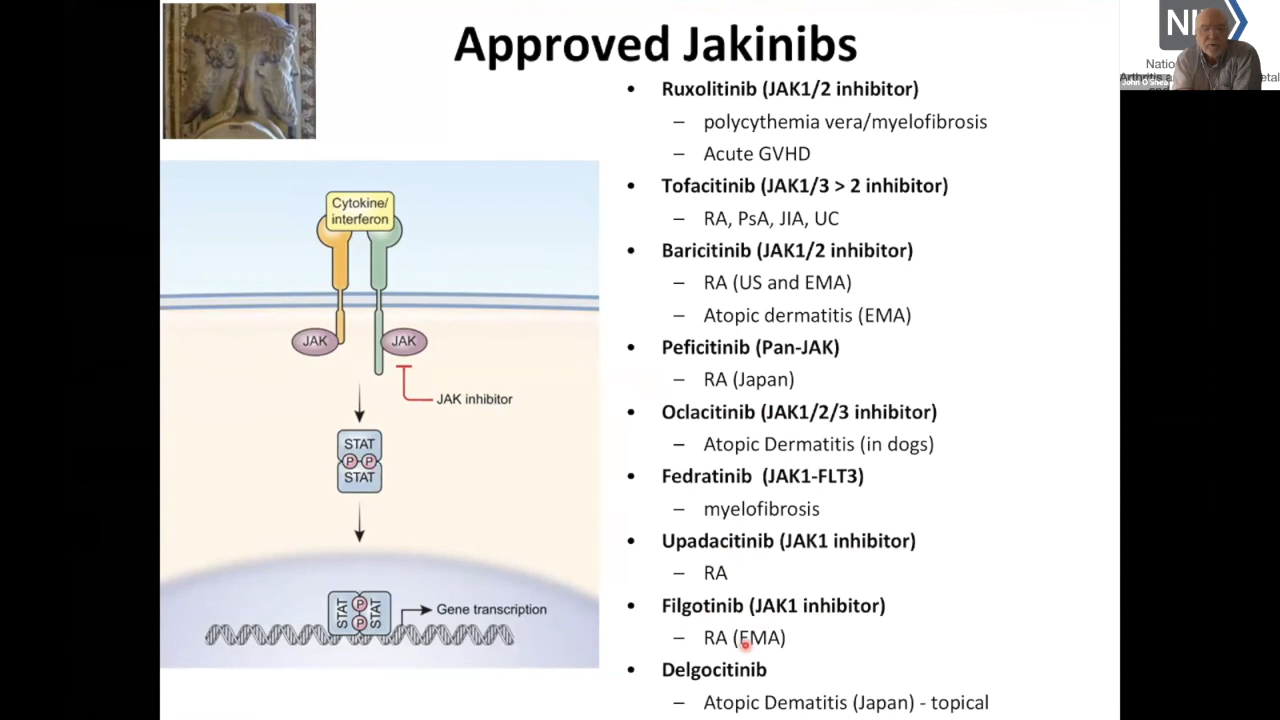 Approved Jakinibs
Cytokine/
interferon
JAK
JAK
JAK inhibitor
STAT
P P
STAT
STAT
P
P
STAT
Gene transcription
• Ruxolitinib (JAK1/2 inhibitor)
– polycythemia vera/myelofibrosis
– Acute GVHD
• Tofacitinib (JAK1/3 > 2 inhibitor)
– RA, PsA, JIA, UC
• Baricitinib (JAK1/2 inhibitor)
– RA (US and EMA)
– Atopic dermatitis (EMA)
• Peficitinib (Pan-JAK)
– RA (Japan)
• Oclacitinib (JAK1/2/3 inhibitor)
– Atopic Dermatitis (in dogs)
• Fedratinib (JAK1-FLT3)
– myelofibrosis
• Upadacitinib (JAK1 inhibitor)
– RA
• Filgotinib (JAK1 inhibitor)
– RA (EMA)
• Delgocitinib
– Atopic Dematitis (Japan) - topical
Natio